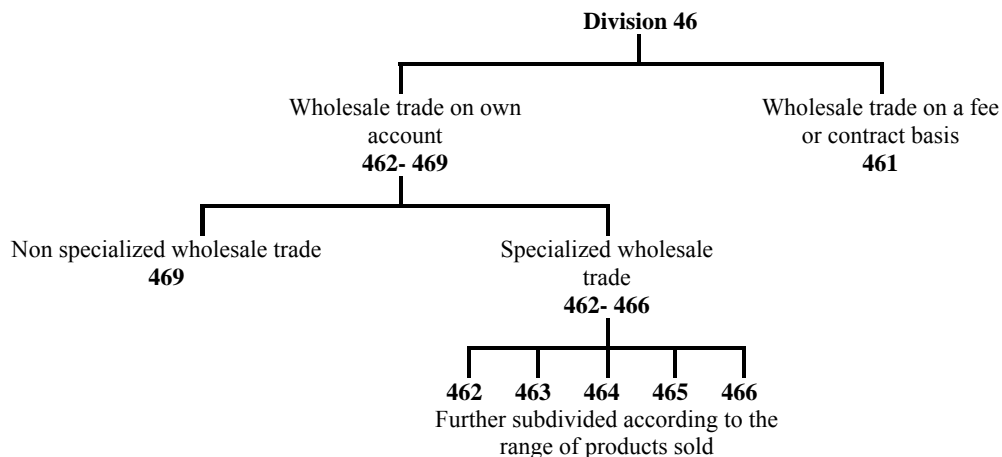 Division 46
Wholesale trade on own
account
462- 469
Wholesale trade on a fee
or contract basis
461
Non specialized wholesale trade
469
Specialized wholesale
trade
462- 466
462 463 464 465 466
Further subdivided according to the
range of products sold